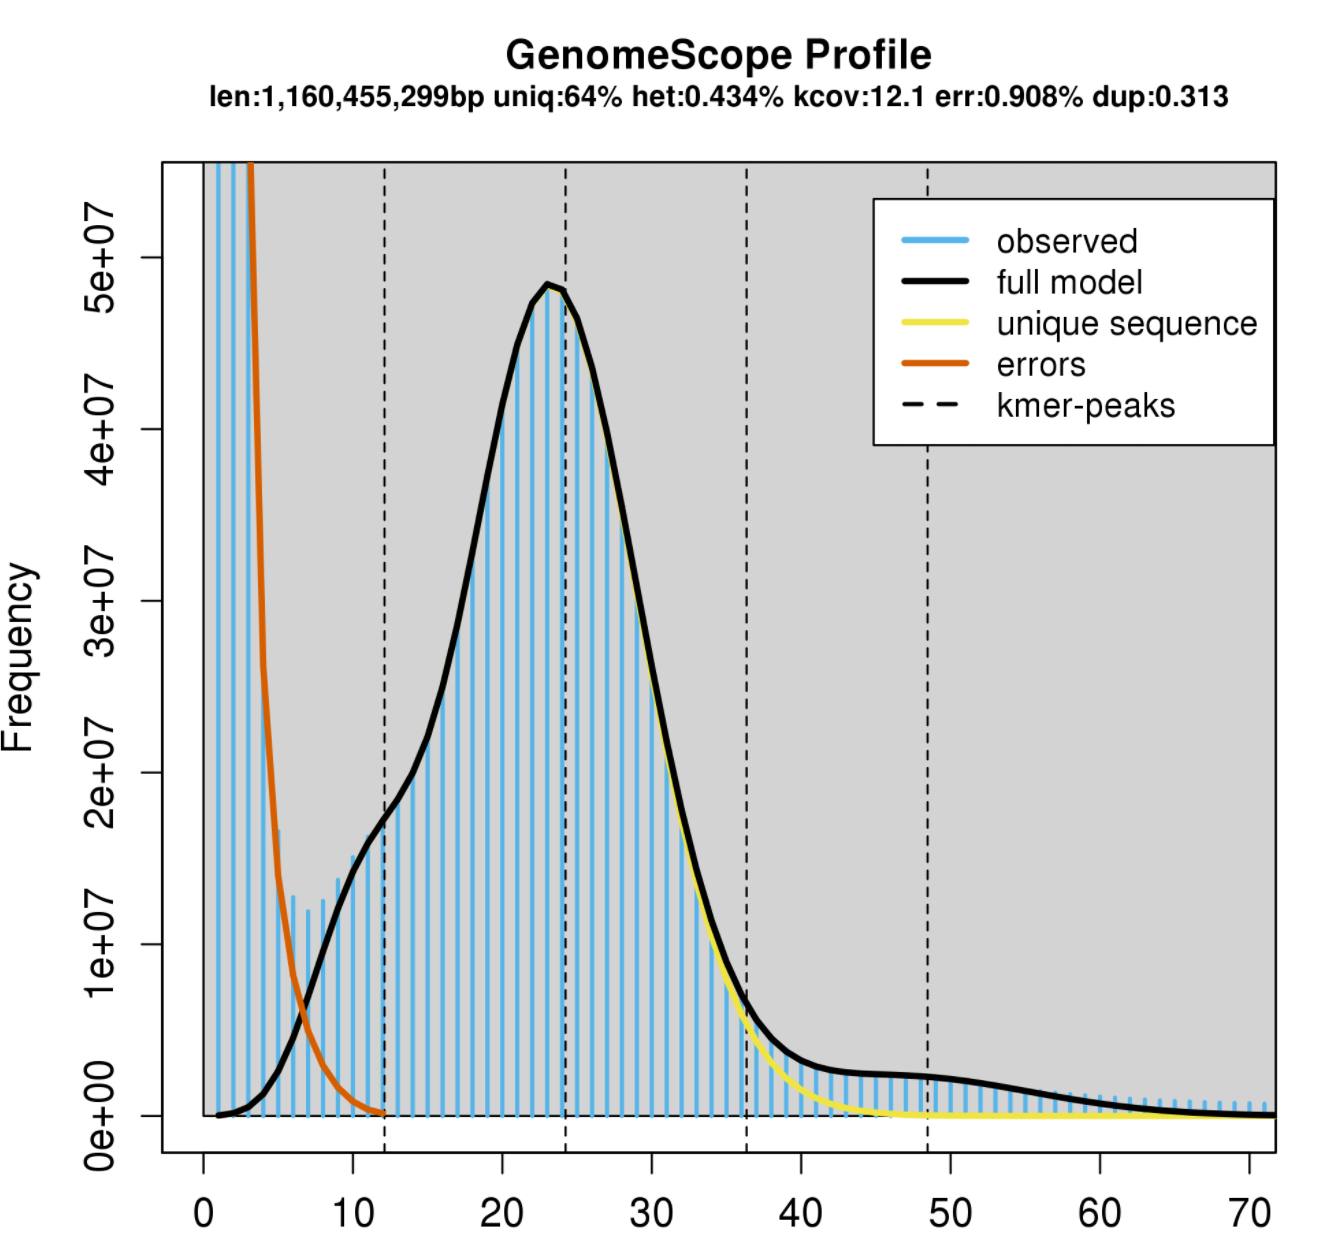 GenomeScope Profile
len:1,160,455,299bp uniq:64% het:0.434% kcov:12.1 err:0.908% dup:0.313
observed
full model
unique sequence
errors
kmer-peaks
Frequency
5e+07
4e+07
3e+07
2e+07
1e+07
0e+00
0 10 20 30 40 50 60 70